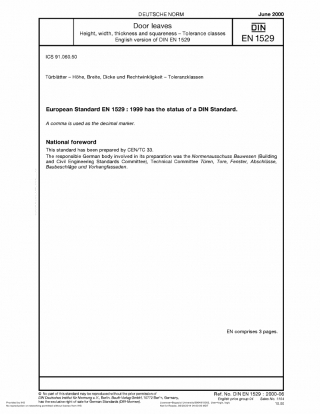 DEUTSCHE NORM
June 2000
Door leaves
Height, width, thickness and squareness – Tolerance classes
English version of DIN EN 1529
DIN
EN 1529
ICS 91.060.50
Türblätter – Höhe, Breite, Dicke und Rechtwinkligkeit – Toleranzklassen
European Standard EN 1529 : 1999 has the status of a DIN Standard.
A comma is used as the decimal marker.
National foreword
This standard has been prepared by CEN/TC 33.
The responsible German body involved in its preparation was the Normenausschuss Bauwesen (Building
and Civil Engineering Standards Committee), Technical Committee Türen, Tore, Fenster, Abschlüsse,
Baubeschläge und Vorhangfassaden.
EN comprises 3 pages.
© No part of this standard may be reproduced without the prior permission of
DIN Deutsches Institut für Normung e. V., Berlin. Beuth Verlag GmbH, 10772 Berlin, Germany,
has the exclusive right of sale for German Standards (DIN-Normen).
Ref. No. DIN EN 1529 : 2000-06
English price group 05 Sales No. 1105